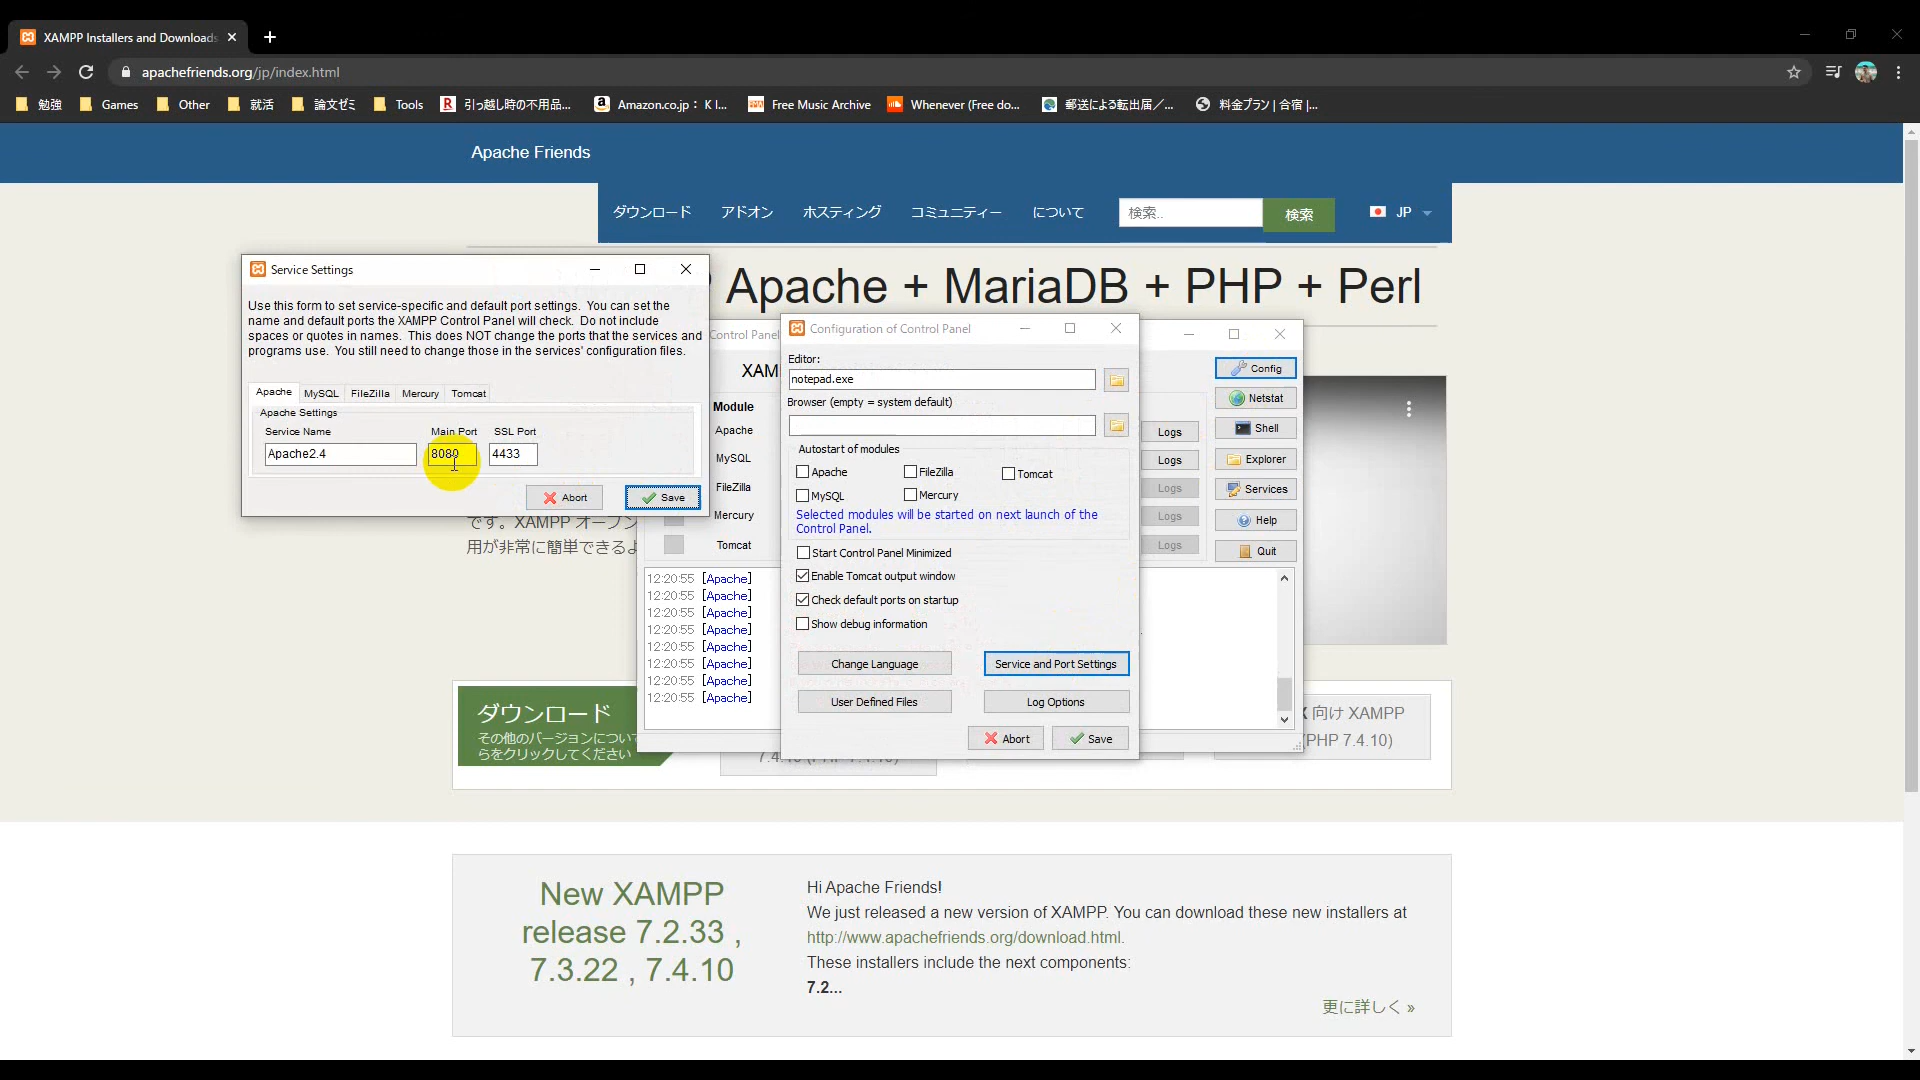 XAMPP Installers and Downloads
apachefriends.org/jp/index.html
勉強
Games
Other
就活
論文ゼミ
Tools
引っ越し時の不用品...
Amazon.co.jp： K I...
Free Music Archive
Whenever (Free do...
郵送による転出届／...
料金プラン | 合宿 |...
Apache Friends
ダウンロード
アドオン
ホスティング
コミュニティー
について
検索..
検索
JP
Apache + MariaDB + PHP + Perl
Service Settings
Use this form to set service-specific and default port settings. You can set the
name and default ports the XAMPP Control Panel will check. Do not include
spaces or quotes in names. This does NOT change the ports that the services and
programs use. You still need to change those in the services' configuration files.
Apache
MySQL
FileZilla
Mercury
Tomcat
Apache Settings
Service Name
Main Port
SSL Port
Apache2.4
8080
4433
Abort
Save
です。XAMPP オープン
用が非常に簡単できるよ
Control Panel
XAM
Module
Apache
MySQL
FileZilla
Mercury
Tomcat
Configuration of Control Panel
Editor:
notepad.exe
Browser (empty = system default)
Autostart of modules
Apache
FileZilla
Tomcat
MySQL
Mercury
Selected modules will be started on next launch of the
Control Panel.
Start Control Panel Minimized
Enable Tomcat output window
Check default ports on startup
Show debug information
Change Language
Service and Port Settings
User Defined Files
Log Options
Abort
Save
Logs
Logs
Logs
Logs
Logs
Config
Netstat
Shell
Explorer
Services
Help
Quit
12:20:55 [Apache]
12:20:55 [Apache]
12:20:55 [Apache]
12:20:55 [Apache]
12:20:55 [Apache]
12:20:55 [Apache]
12:20:55 [Apache]
12:20:55 [Apache]
ダウンロード
その他のバージョンについて
らをクリックしてください
7.4.10 (PHP 7.4.10)
X 向け XAMPP
(PHP 7.4.10)
New XAMPP
release 7.2.33 ,
7.3.22 , 7.4.10
Hi Apache Friends!
We just released a new version of XAMPP. You can download these new installers at
http://www.apachefriends.org/download.html.
These installers include the next components:
7.2...
更に詳しく »